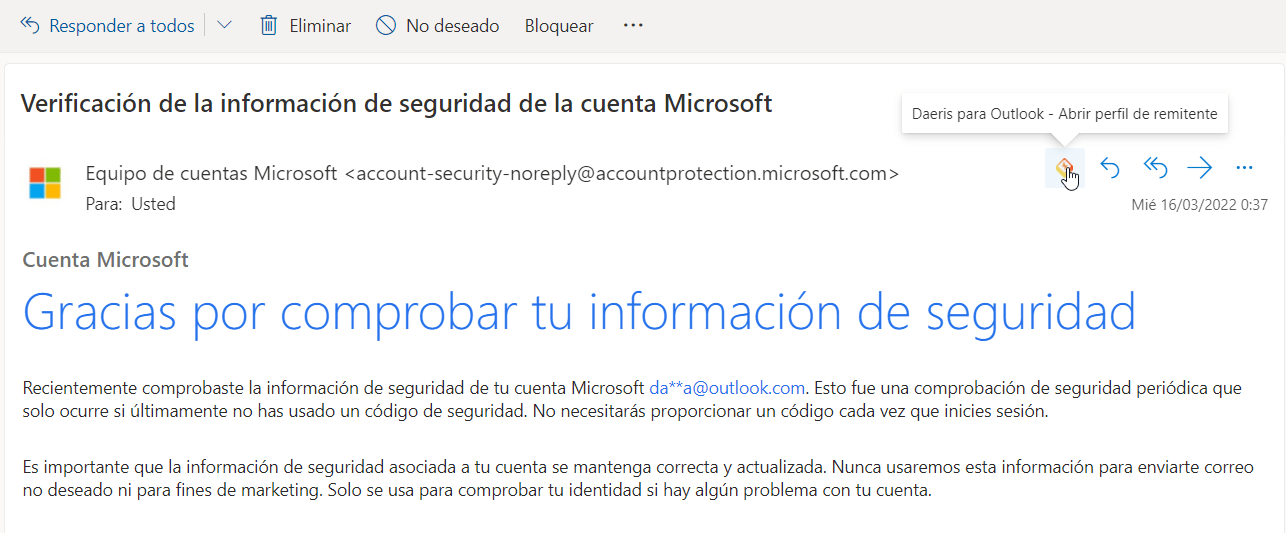 Responder a todos Eliminar No deseado Bloquear ...
Verificación de la información de seguridad de la cuenta Microsoft
Daeris para Outlook - Abrir perfil de remitente
Equipo de cuentas Microsoft <account-security-noreply@accountprotection.microsoft.com>
Para: Usted
Mié 16/03/2022 0:37
Cuenta Microsoft
Gracias por comprobar tu información de seguridad
Recientemente comprobaste la información de seguridad de tu cuenta Microsoft da**a@outlook.com. Esto fue una comprobación de seguridad periódica que
solo ocurre si últimamente no has usado un código de seguridad. No necesitarás proporcionar un código cada vez que inicies sesión.
Es importante que la información de seguridad asociada a tu cuenta se mantenga correcta y actualizada. Nunca usaremos esta información para enviarte correo
no deseado ni para fines de marketing. Solo se usa para comprobar tu identidad si hay algún problema con tu cuenta.